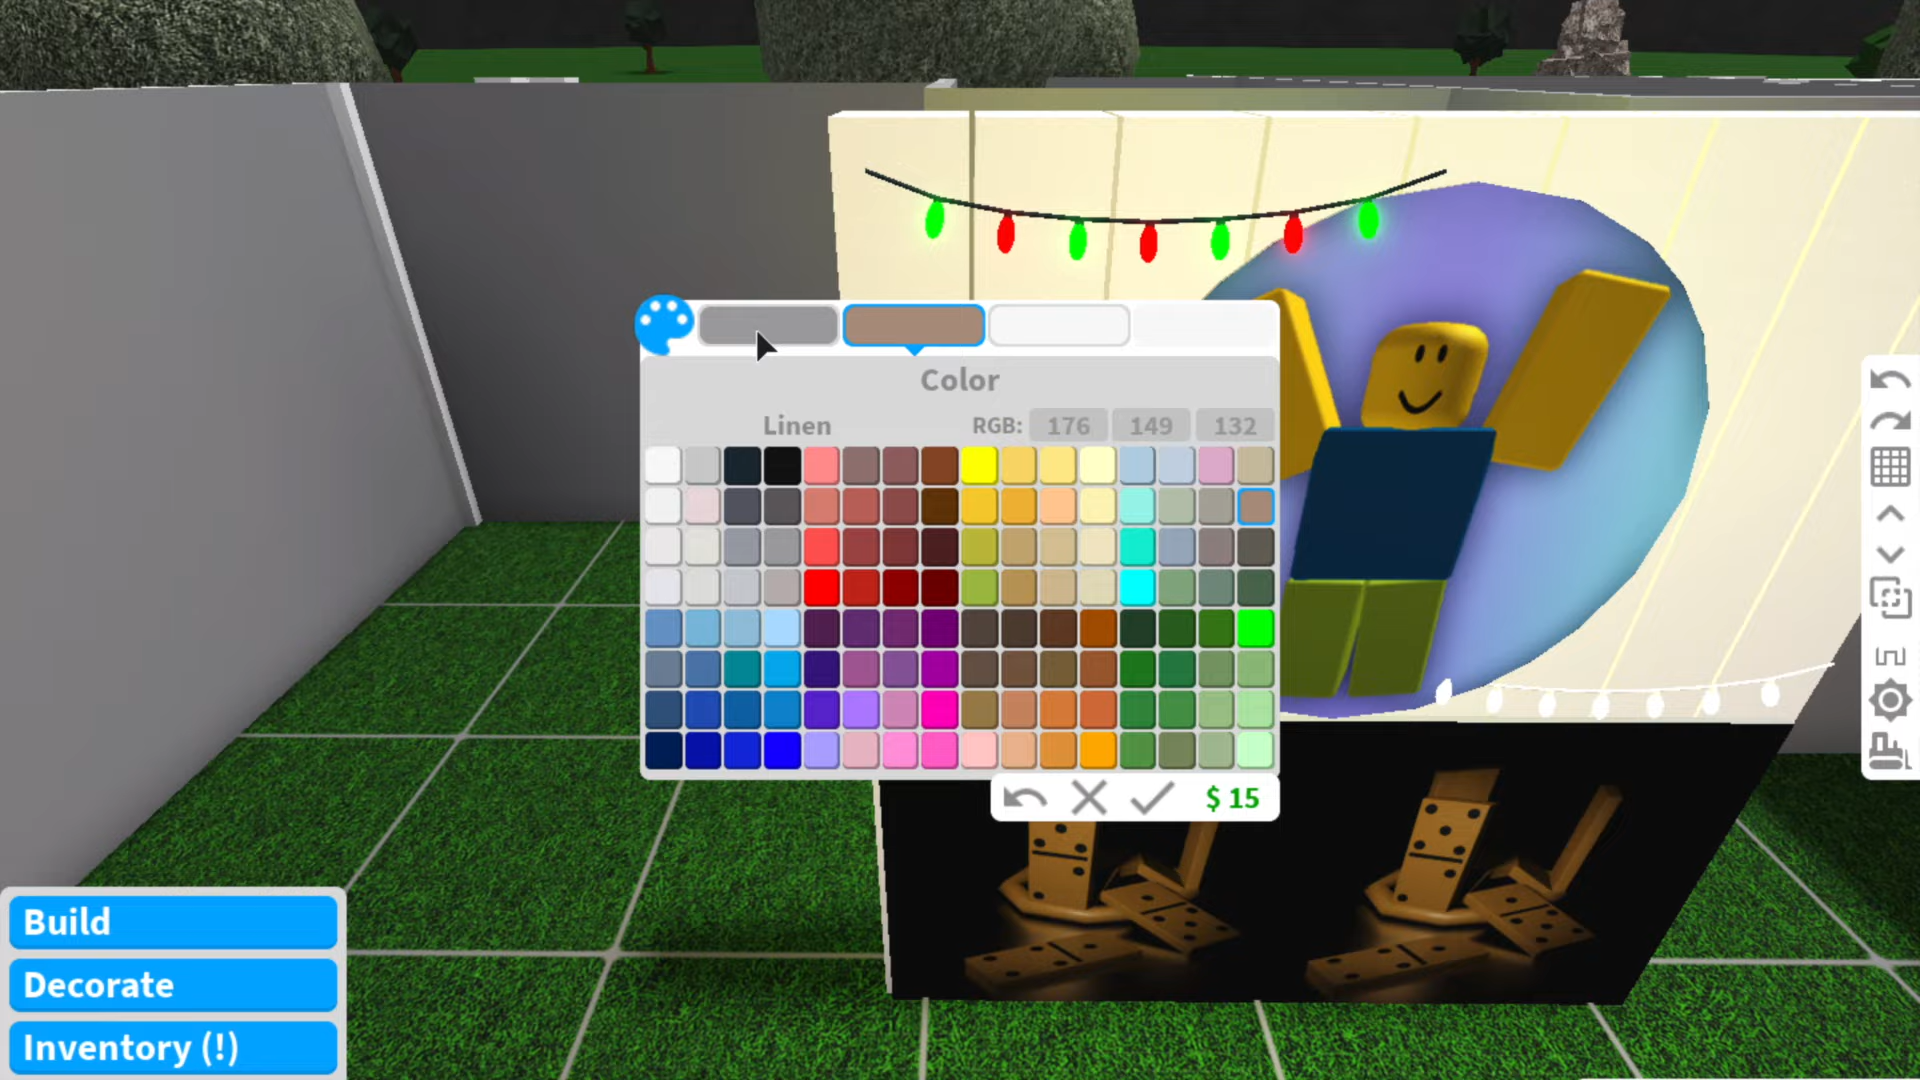 Color
Linen RGB: 176 149 132
$ 15
Build
Decorate
Inventory (!)